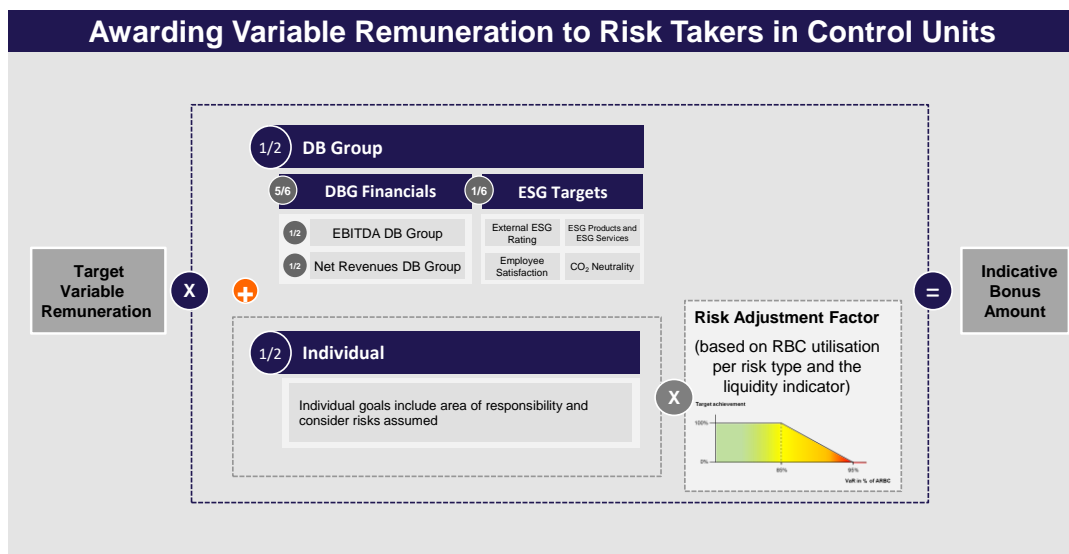 Awarding Variable Remuneration to Risk Takers in Control Units
1/2 DB Group
5/6 DBG Financials
1/6 ESG Targets
1/2 EBITDA DB Group
1/2 Net Revenues DB Group
External ESG
Rating
ESG Products and
ESG Services
Employee
Satisfaction
CO₂ Neutrality
Target
Variable
Remuneration
X
+
=
Indicative
Bonus
Amount
1/2 Individual
Individual goals include area of responsibility and
consider risks assumed
X
Risk Adjustment Factor
(based on RBC utilisation
per risk type and the
liquidity indicator)
Target achievement
100%
0%
VaR in % of ARBC